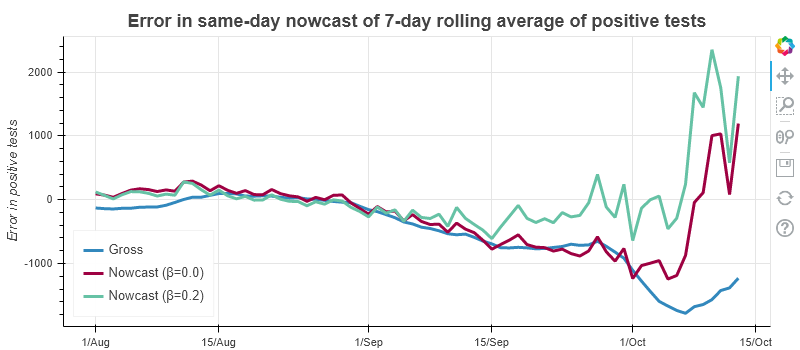 Error in same-day nowcast of 7-day rolling average of positive tests
Error in positive tests
2000
1000
0
-1000
Gross
Nowcast (β=0.0)
Nowcast (β=0.2)
1/Aug 15/Aug 1/Sep 15/Sep 1/Oct 15/Oct